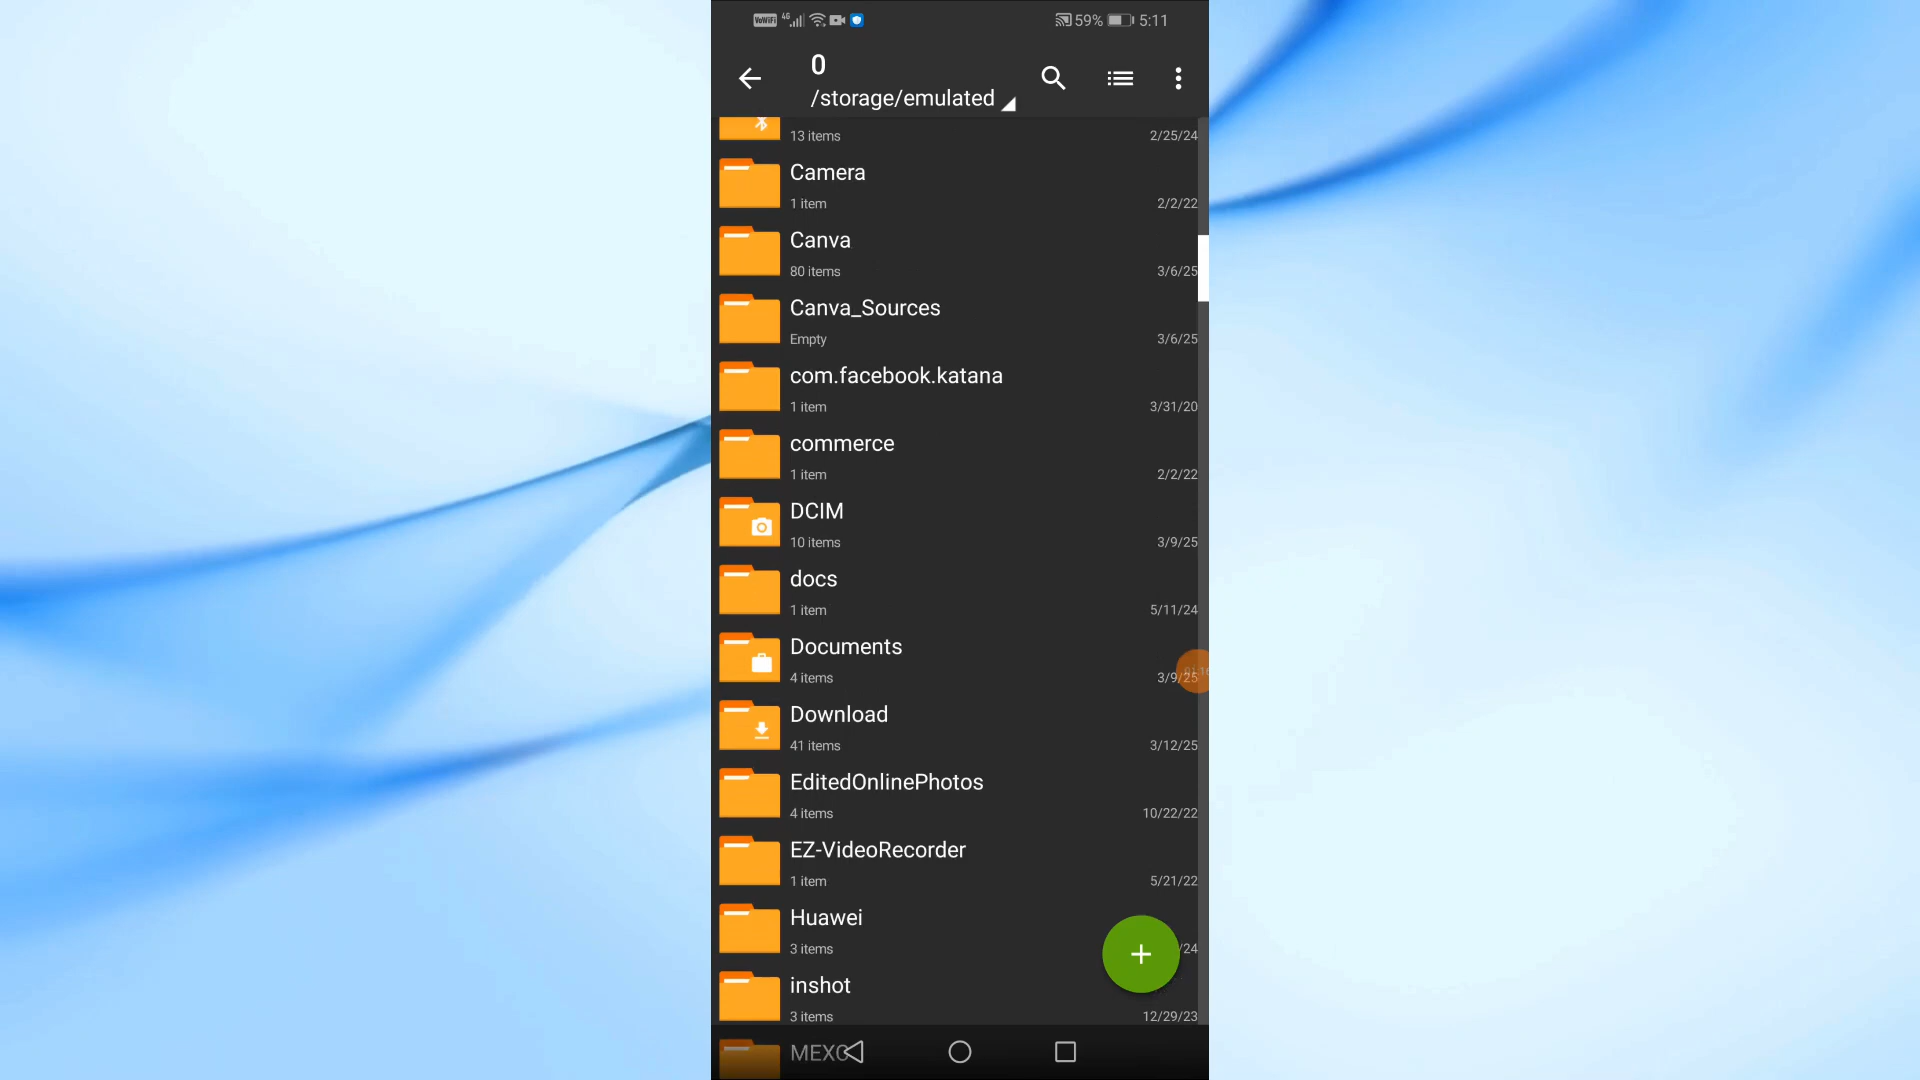 VoWiFi 4G 59% 5:11
0
/storage/emulated
13 items 2/25/24
Camera
1 item 2/2/22
Canva
80 items 3/6/25
Canva_Sources
Empty 3/6/25
com.facebook.katana
1 item 3/31/20
commerce
1 item 2/2/22
DCIM
10 items 3/9/25
docs
1 item 5/11/24
Documents
4 items 3/9/25
Download
41 items 3/12/25
EditedOnlinePhotos
4 items 10/22/22
EZ-VideoRecorder
1 item 5/21/22
Huawei
3 items /24
inshot
3 items 12/29/23
MEXC